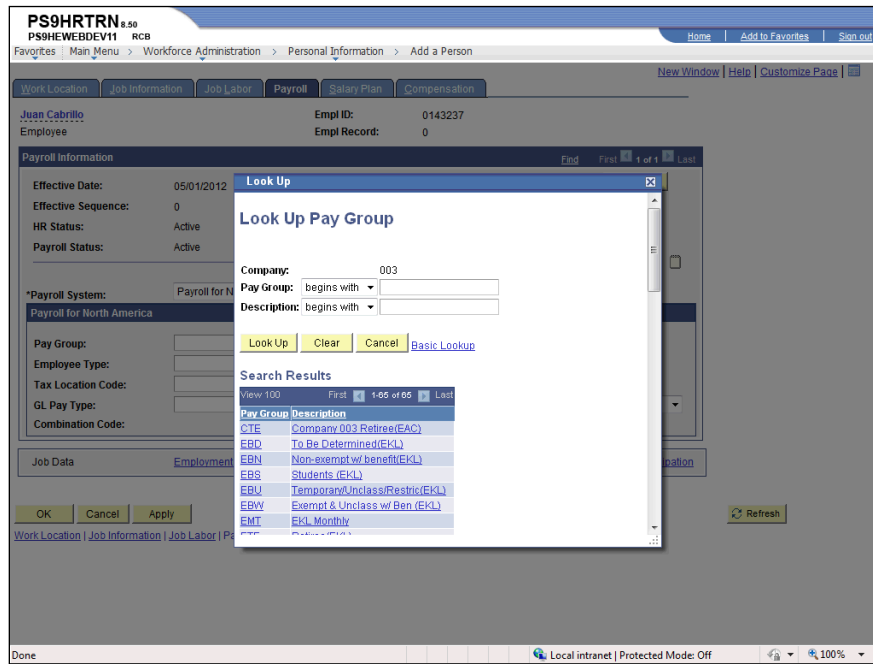 PS9HRTRN 8.50
PS9HEWEBDEV11 RCB
Home | Add to Favorites | Sign out
Favorites Main Menu > Workforce Administration > Personal Information > Add a Person
New Window | Help | Customize Page |
Work Location Job Information Job Labor Payroll Salary Plan Compensation
Juan Cabrillo Empl ID: 0143237
Employee Empl Record: 0
Payroll Information Find First 1 of 1 Last
Effective Date: 05/01/2012
Effective Sequence: 0
HR Status: Active
Payroll Status: Active
*Payroll System: Payroll for N
Payroll for North America
Pay Group:
Employee Type:
Tax Location Code:
GL Pay Type:
Combination Code:
Job Data Employment
OK Cancel Apply
Refresh
Work Location | Job Information | Job Labor |
Look Up
Look Up Pay Group
Company: 003
Pay Group: begins with
Description: begins with
Look Up Clear Cancel Basic Lookup
Search Results
View 100 First 1-65 of 65 Last
Pay Group Description
CTE Company 003 Retiree(EAC)
EBD To Be Determined(EKL)
EBN Non-exempt w/ benefit(EKL)
EBS Students (EKL)
EBU Temporary/Unclass/Restric(EKL)
EBW Exempt & Unclass w/ Ben (EKL)
EMT EKL Monthly
Done Local intranet | Protected Mode: Off 100%